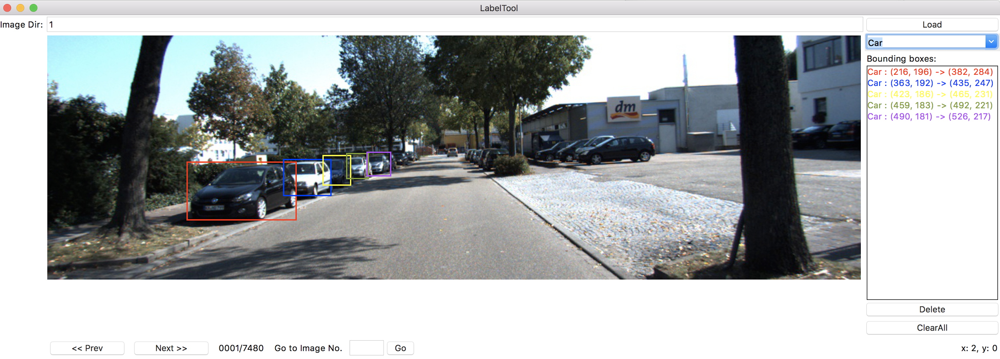 LabelTool
Image Dir: 1 Load
Car
Bounding boxes:
Car : (216, 196) -> (382, 284)
Car : (363, 192) -> (435, 247)
Car : (423, 186) -> (465, 231)
Car : (459, 183) -> (492, 221)
Car : (490, 181) -> (526, 217)
dm
Delete
ClearAll
<< Prev Next >> 0001/7480 Go to Image No. Go x: 2, y: 0